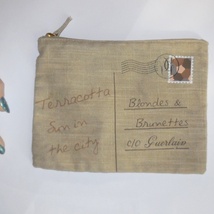 Terracotta
Sun in
the city
Blondes &
Brunettes
c/o Guerlain